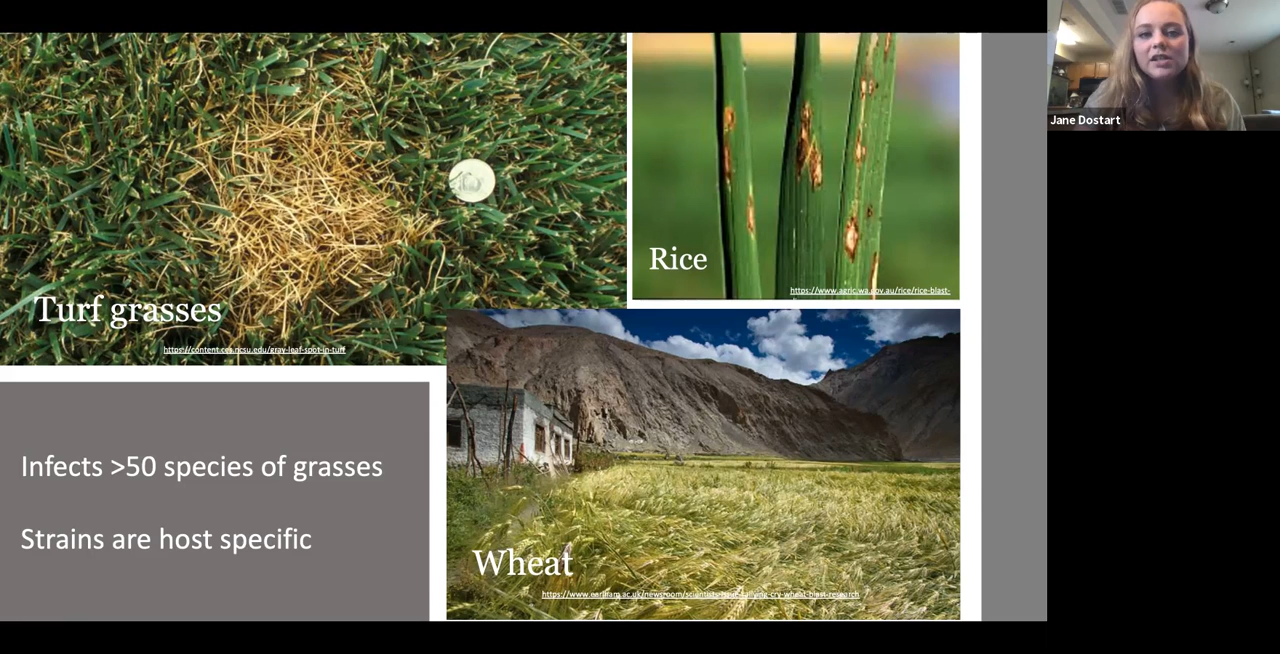 Turf grasses
https://content.ces.ncsu.edu/gray-leaf-spot-in-turf
Rice
https://www.agric.wa.gov.au/rice/rice-blast-
Infects >50 species of grasses
Strains are host specific
Wheat
https://www.earlham.ac.uk/newsroom/scientists-
Jane Dostart